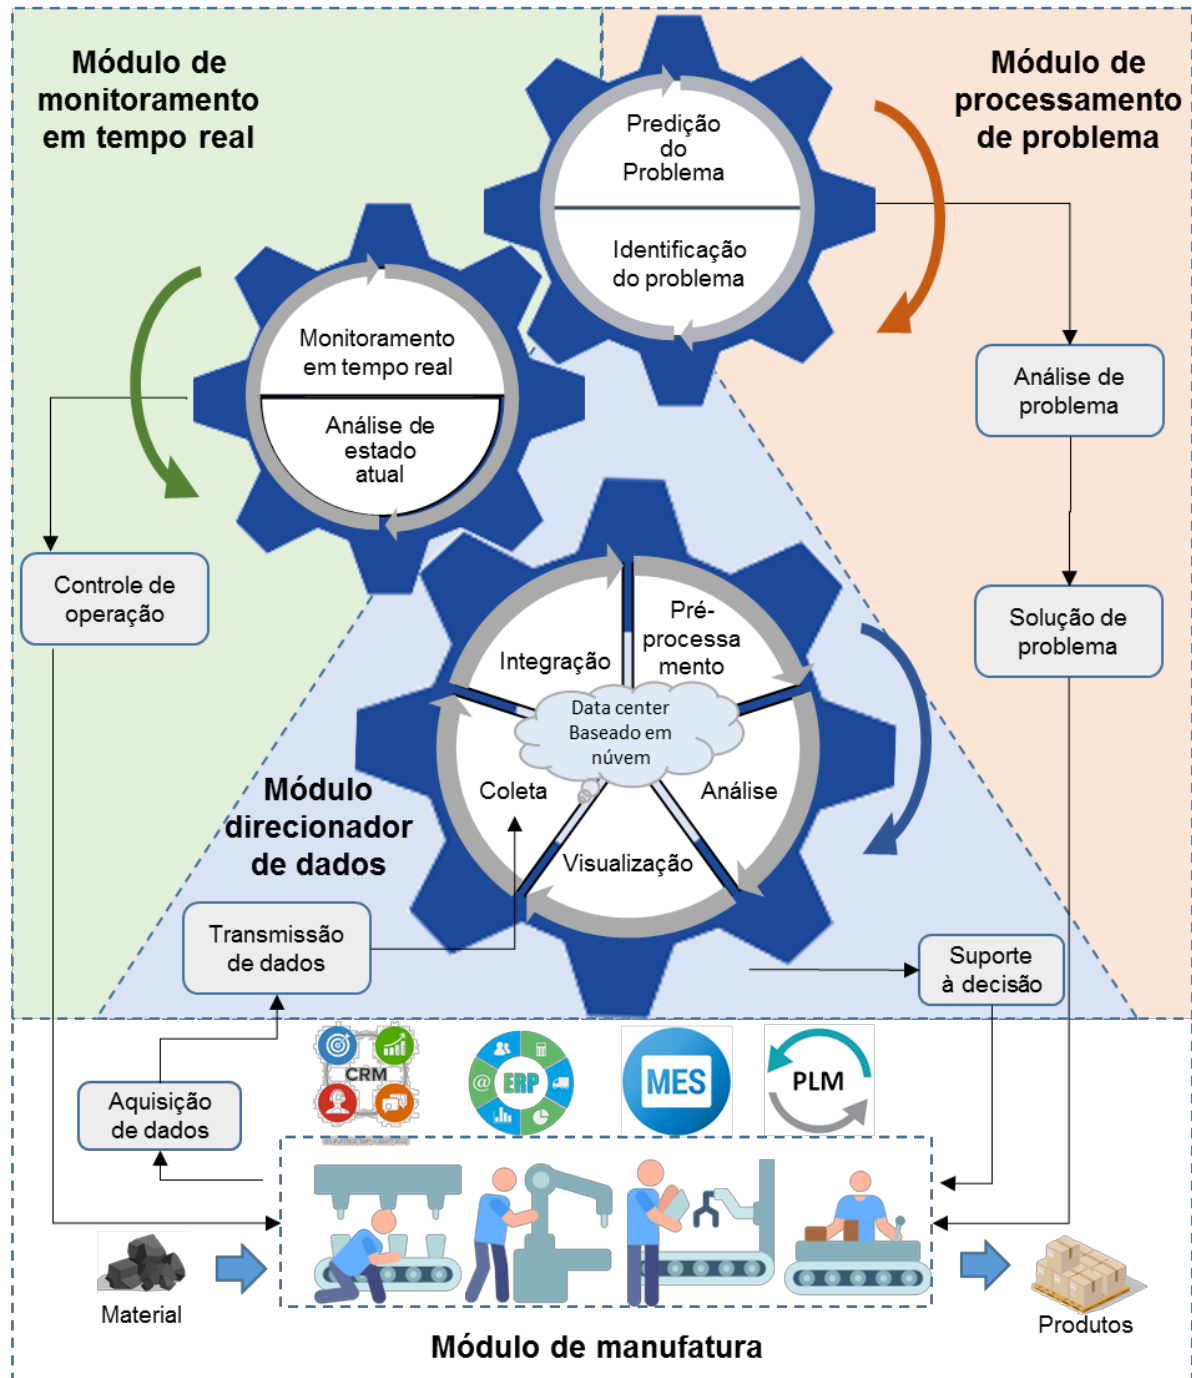 Módulo de
monitoramento
em tempo real
Módulo de
processamento
de problema
Predição
do
Problema
Identificação
do problema
Monitoramento
em tempo real
Análise de
estado
atual
Análise de
problema
Controle de
operação
Solução de
problema
Integração
Pré-
processa
mento
Data center
Baseado em
núvem
Coleta
Análise
Visualização
Módulo
direcionador
de dados
Transmissão
de dados
Suporte
à decisão
Aquisição
de dados
CRM
@
ERP
MES
PLM
Material
Produtos
Módulo de manufatura